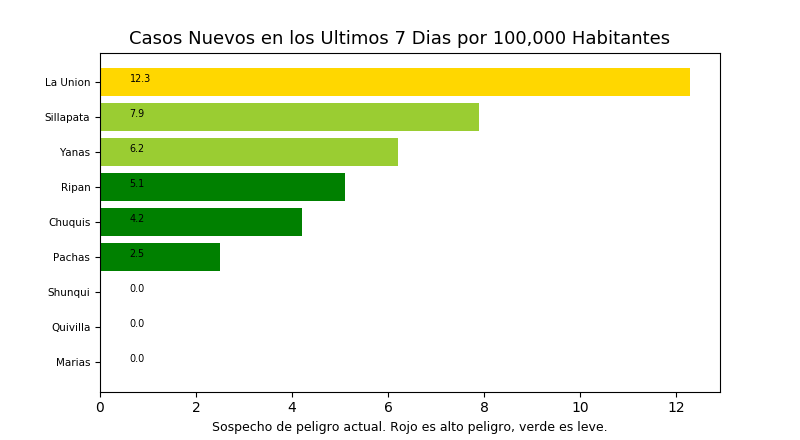 Casos Nuevos en los Ultimos 7 Dias por 100,000 Habitantes
La Union 12.3
Sillapata 7.9
Yanas 6.2
Ripan 5.1
Chuquis 4.2
Pachas 2.5
Shunqui 0.0
Quivilla 0.0
Marias 0.0
0 2 4 6 8 10 12
Sospecho de peligro actual. Rojo es alto peligro, verde es leve.